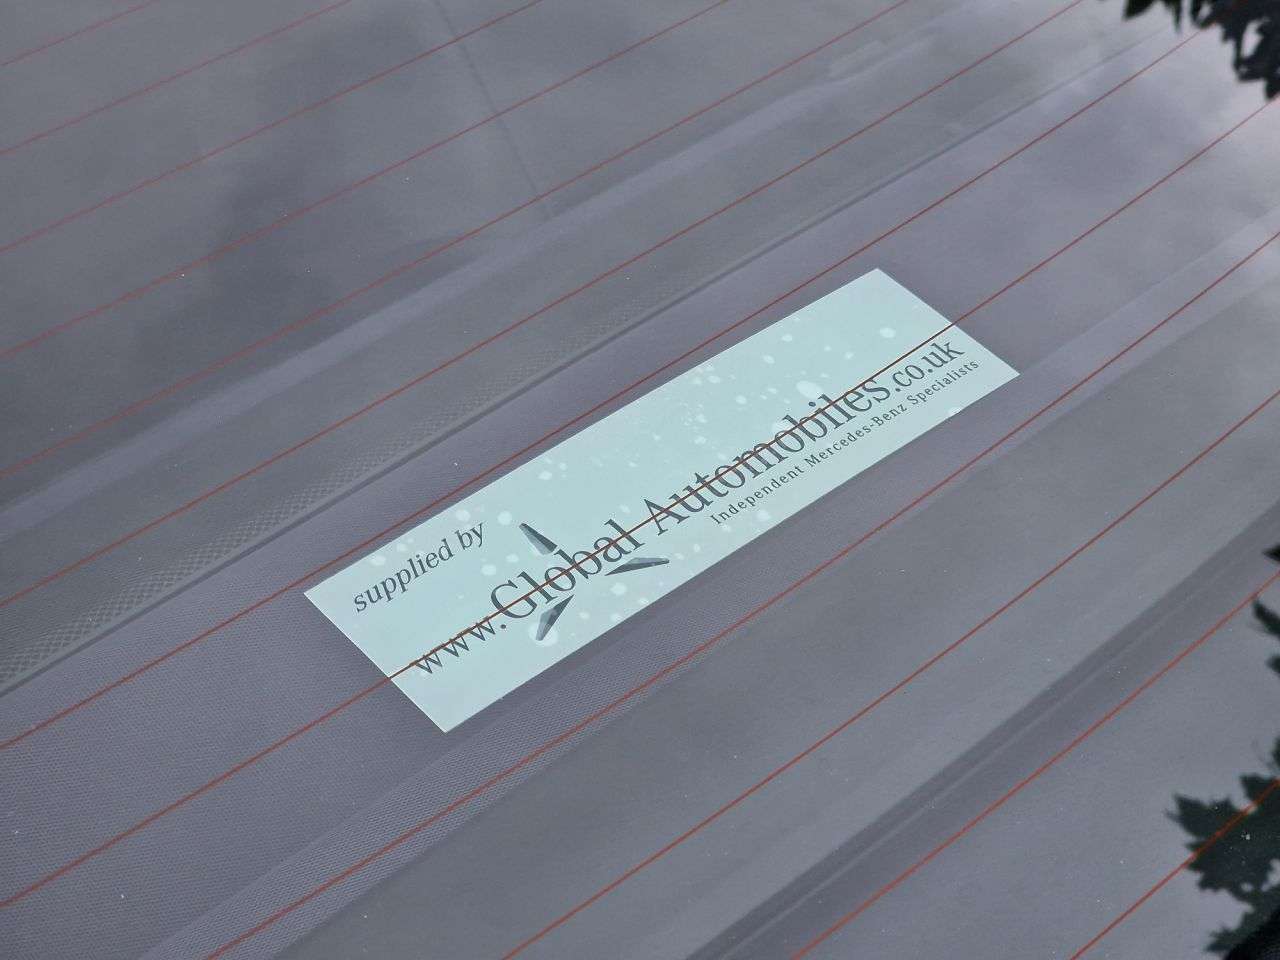 supplied by
www.Global Automobiles.co.uk
Independent Mercedes-Benz Specialists